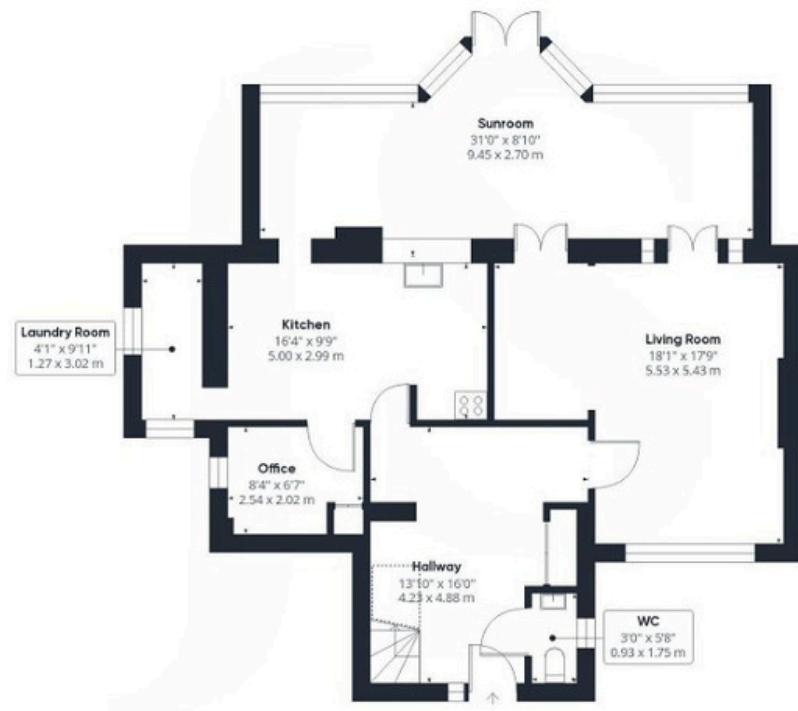 Sunroom
31'0" x 8'10"
9.45 x 2.70 m
Laundry Room
4'1" x 9'11"
1.27 x 3.02 m
Kitchen
16'4" x 9'9"
5.00 x 2.99 m
Living Room
18'1" x 17'9"
5.53 x 5.43 m
Office
8'4" x 6'7"
2.54 x 2.02 m
Hallway
13'10" x 16'0"
4.23 x 4.88 m
WC
3'0" x 5'8"
0.93 x 1.75 m